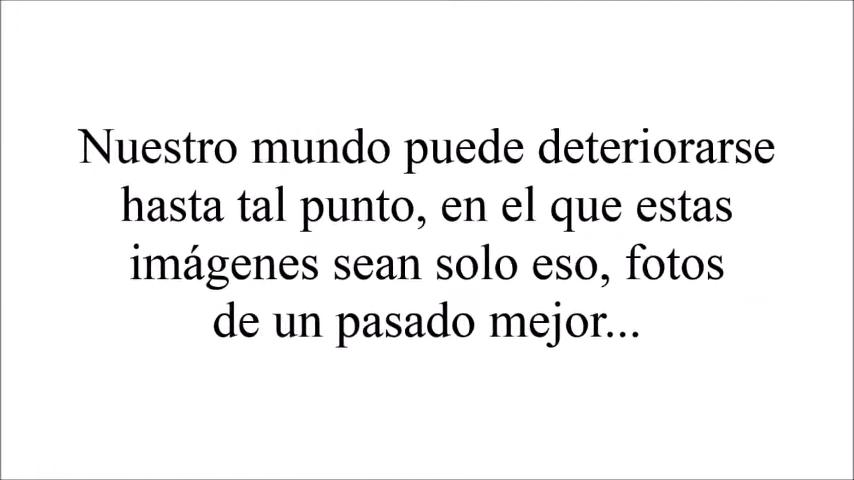 Nuestro mundo puede deteriorarse
hasta tal punto, en el que estas
imágenes sean solo eso, fotos
de un pasado mejor...